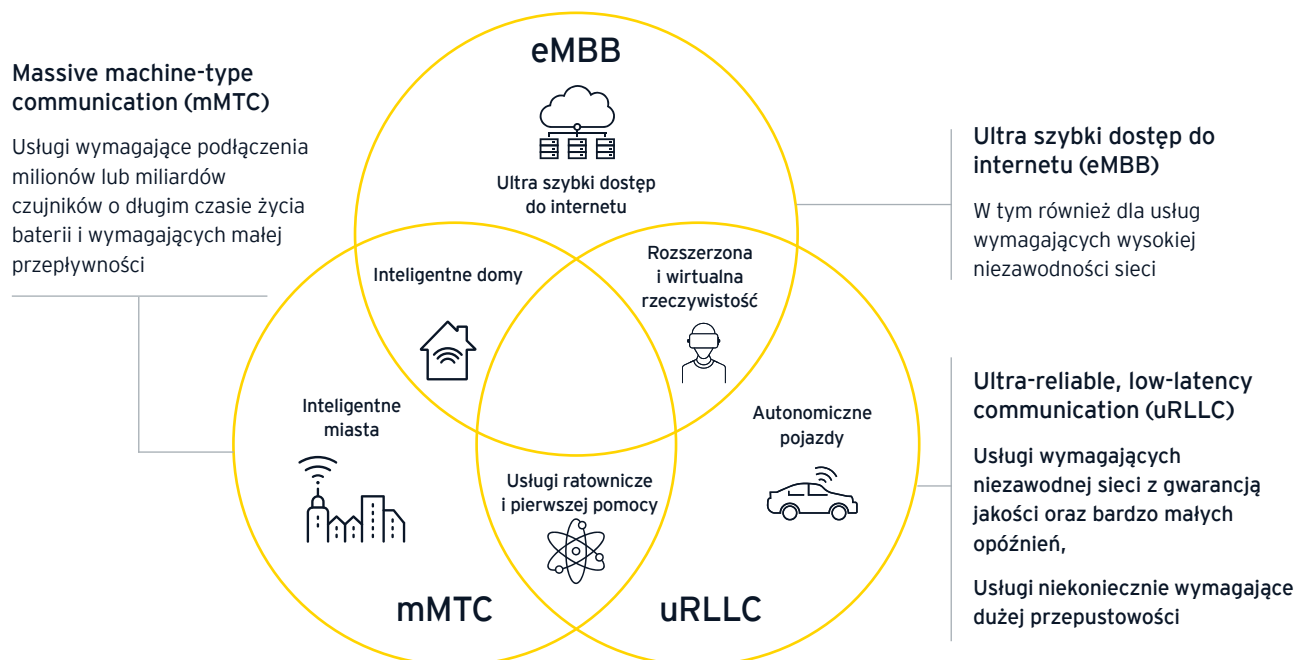 Massive machine-type
communication (mMTC)
Usługi wymagające podłączenia
milionów lub miliardów
czujników o długim czasie życia
baterii i wymagających małej
przepływności
eMBB
Ultra szybki dostęp
do internetu
Inteligentne domy
Rozszerzona
i wirtualna
rzeczywistość
Inteligentne
miasta
Autonomiczne
pojazdy
Usługi ratownicze
i pierwszej pomocy
mMTC
uRLLC
Ultra szybki dostęp do
internetu (eMBB)
W tym również dla usług
wymagających wysokiej
niezawodności sieci
Ultra-reliable, low-latency
communication (uRLLC)
Usługi wymagających
niezawodnej sieci z gwarancją
jakości oraz bardzo małych
opóźnień,
Usługi niekoniecznie wymagające
dużej przepustowości